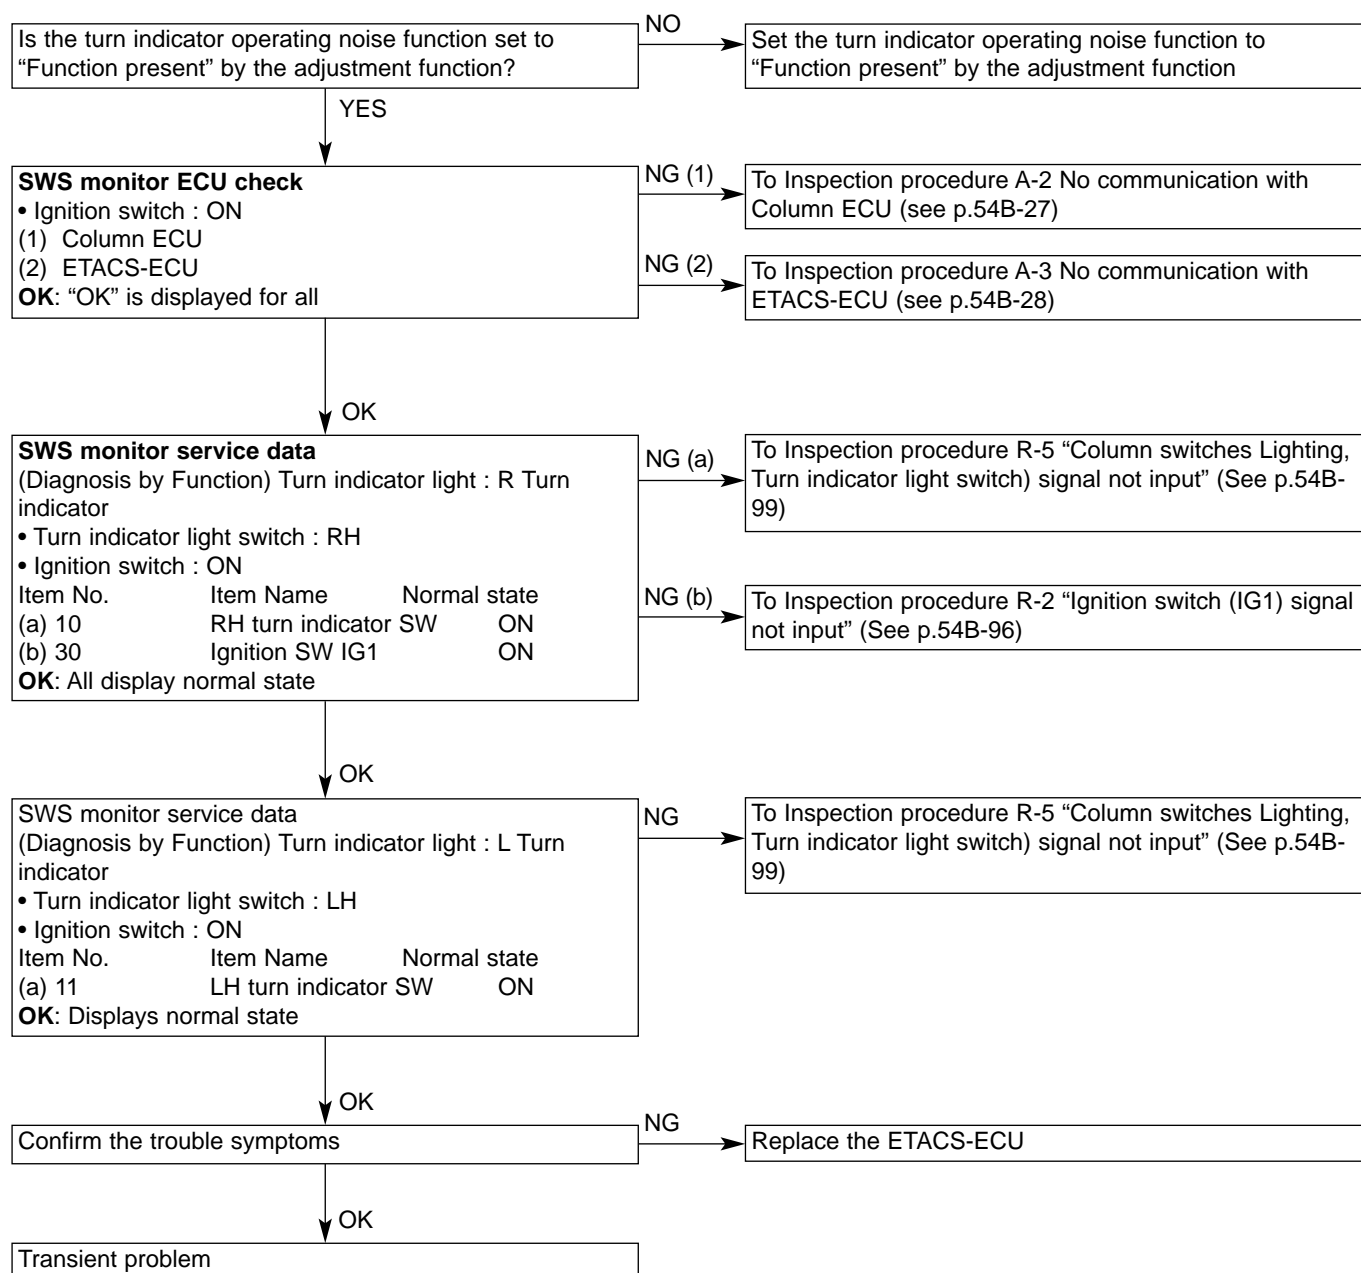 Is the turn indicator operating noise function set to
“Function present” by the adjustment function?
NO
Set the turn indicator operating noise function to
“Function present” by the adjustment function
YES
SWS monitor ECU check
• Ignition switch : ON
(1) Column ECU
(2) ETACS-ECU
OK: “OK” is displayed for all
NG (1)
To Inspection procedure A-2 No communication with
Column ECU (see p.54B-27)
NG (2)
To Inspection procedure A-3 No communication with
ETACS-ECU (see p.54B-28)
OK
SWS monitor service data
(Diagnosis by Function) Turn indicator light : R Turn
indicator
• Turn indicator light switch : RH
• Ignition switch : ON
Item No. Item Name Normal state
(a) 10 RH turn indicator SW ON
(b) 30 Ignition SW IG1 ON
OK: All display normal state
NG (a)
To Inspection procedure R-5 “Column switches Lighting,
Turn indicator light switch) signal not input” (See p.54B-
99)
NG (b)
To Inspection procedure R-2 “Ignition switch (IG1) signal
not input” (See p.54B-96)
OK
SWS monitor service data
(Diagnosis by Function) Turn indicator light : L Turn
indicator
• Turn indicator light switch : LH
• Ignition switch : ON
Item No. Item Name Normal state
(a) 11 LH turn indicator SW ON
OK: Displays normal state
NG
To Inspection procedure R-5 “Column switches Lighting,
Turn indicator light switch) signal not input” (See p.54B-
99)
OK
Confirm the trouble symptoms
NG
Replace the ETACS-ECU
OK
Transient problem